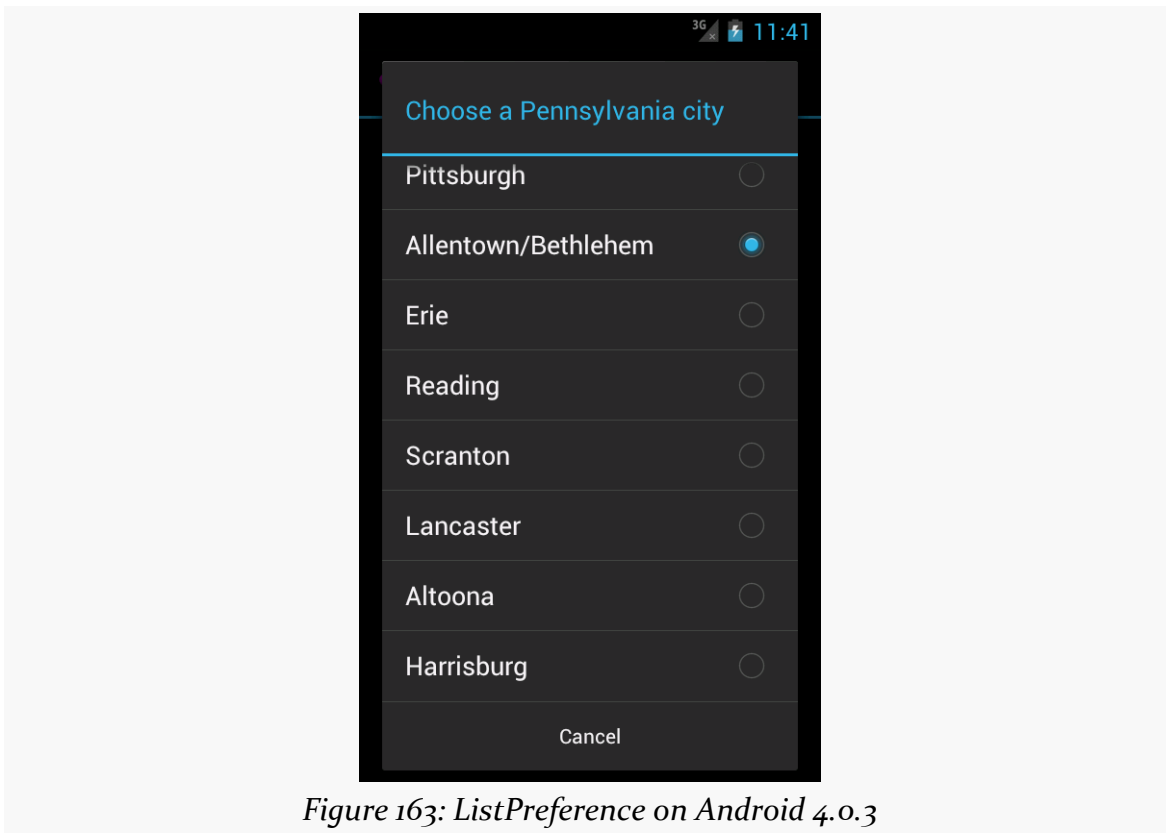 3G
11:41
Choose a Pennsylvania city
Pittsburgh
Allentown/Bethlehem
Erie
Reading
Scranton
Lancaster
Altoona
Harrisburg
Cancel
Figure 163: ListPreference on Android 4.0.3